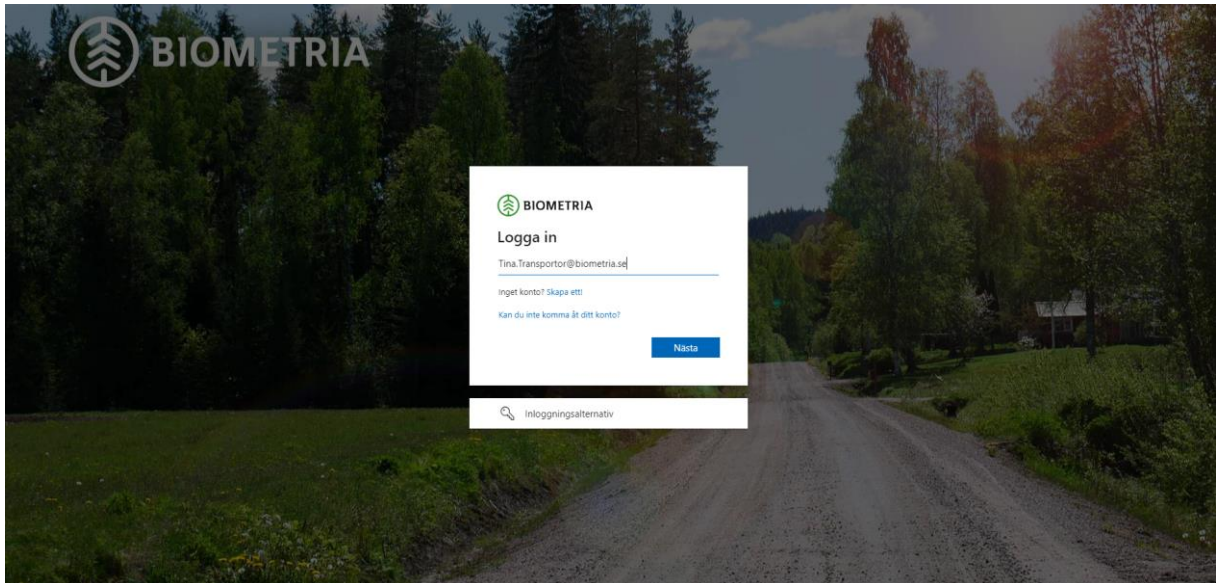 BIOMETRIA
BIOMETRIA
Logga in
Tina.Transportor@biometria.se
Inget konto? Skapa ett!
Kan du inte komma åt ditt konto?
Nästa
Inloggningsalternativ